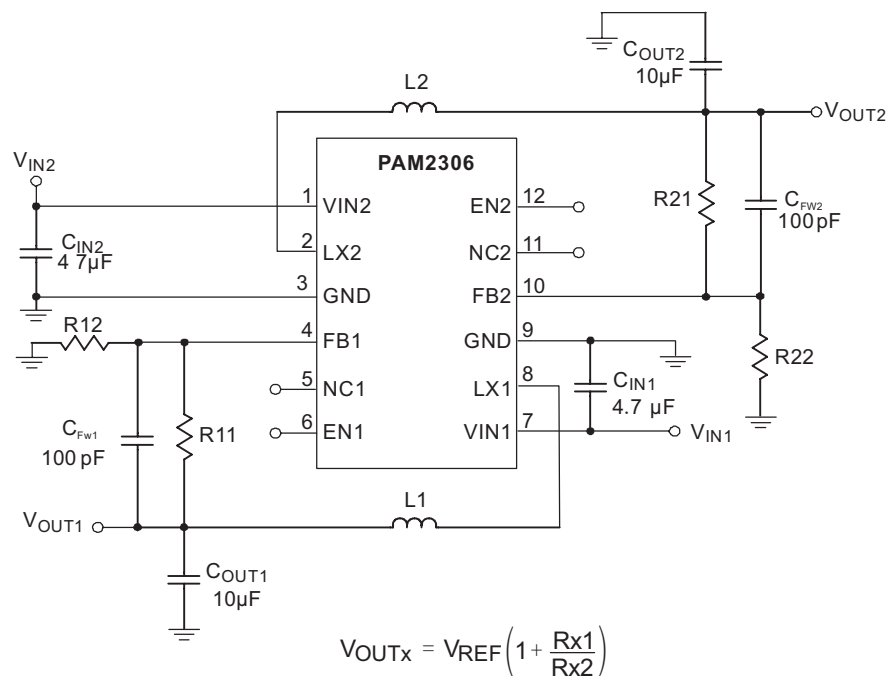 COUT2
10µF
L2
VOUT2
VIN2
PAM2306
1 VIN2
EN2 12
R21
CFW2
100 pF
CIN2
4 7µF
2 LX2
NC2 11
3 GND
FB2 10
R12
4 FB1
GND 9
R22
5 NC1
LX1 8
CIN1
4.7 µF
CFw1
100 pF
R11
6 EN1
VIN1 7
VIN1
L1
VOUT1
COUT1
10µF
VOUTx = VREF(1 + Rx1/Rx2)